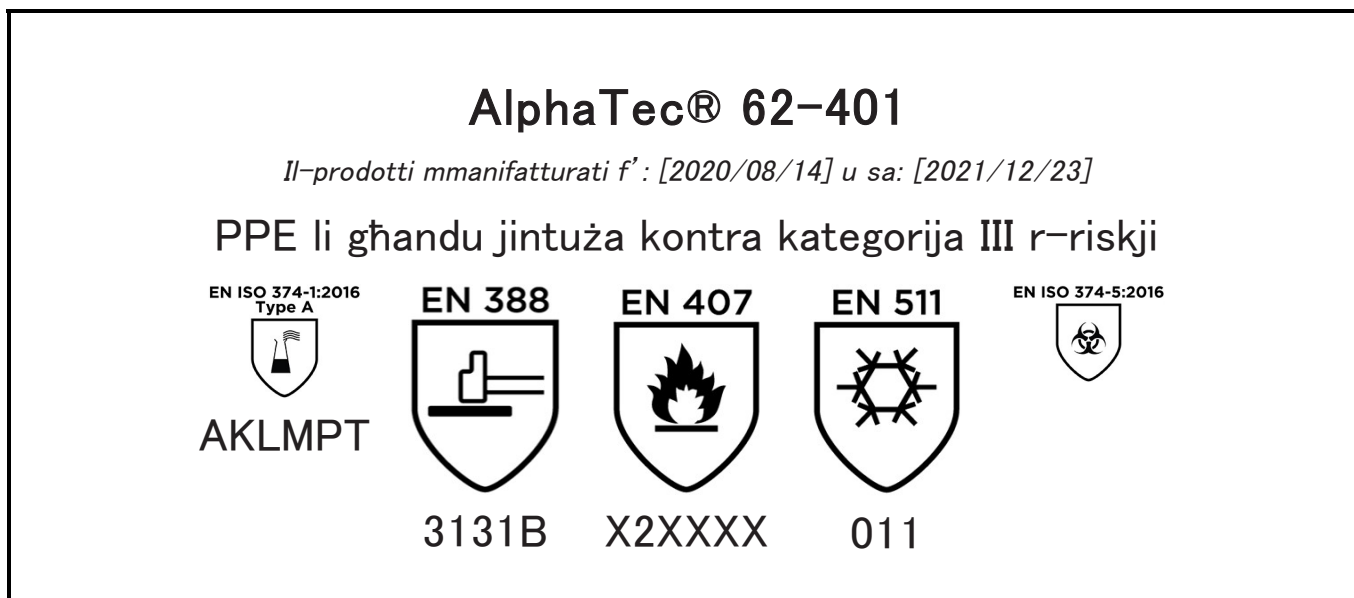 AlphaTec® 62-401
Il-prodotti mmanifatturati f’: [2020/08/14] u sa: [2021/12/23]
PPE li għandu jintuża kontra kategorija III r-riskji
EN ISO 374-1:2016
Type A
AKLMPT
EN 388
3131B
EN 407
X2XXXX
EN 511
011
EN ISO 374-5:2016